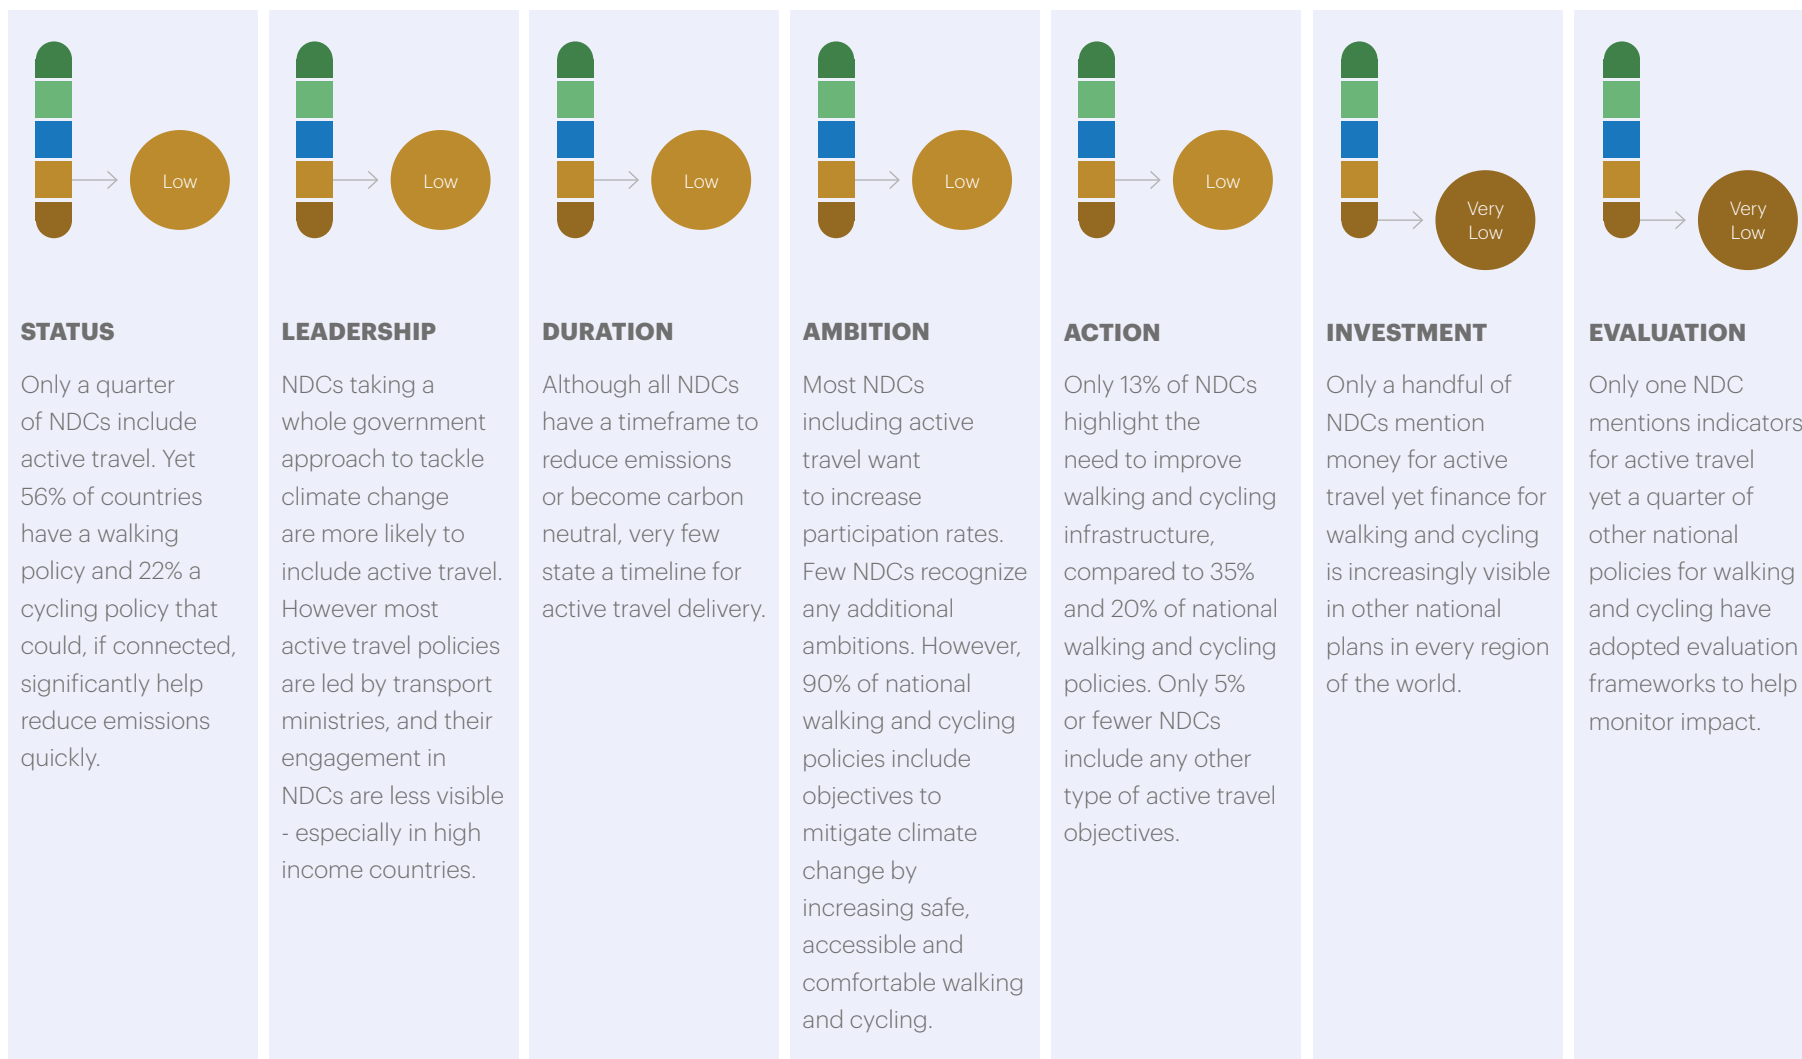 Low
STATUS
Only a quarter
of NDCs include
active travel. Yet
56% of countries
have a walking
policy and 22% a
cycling policy that
could, if connected,
significantly help
reduce emissions
quickly.
Low
LEADERSHIP
NDCs taking a
whole government
approach to tackle
climate change
are more likely to
include active travel.
However most
active travel policies
are led by transport
ministries, and their
engagement in
NDCs are less visible
- especially in high
income countries.
Low
DURATION
Although all NDCs
have a timeframe to
reduce emissions
or become carbon
neutral, very few
state a timeline for
active travel delivery.
Low
AMBITION
Most NDCs
including active
travel want
to increase
participation rates.
Few NDCs recognize
any additional
ambitions. However,
90% of national
walking and cycling
policies include
objectives to
mitigate climate
change by
increasing safe,
accessible and
comfortable walking
and cycling.
Low
ACTION
Only 13% of NDCs
highlight the
need to improve
walking and cycling
infrastructure,
compared to 35%
and 20% of national
walking and cycling
policies. Only 5%
or fewer NDCs
include any other
type of active travel
objectives.
Very
Low
INVESTMENT
Only a handful of
NDCs mention
money for active
travel yet finance for
walking and cycling
is increasingly visible
in other national
plans in every region
of the world.
Very
Low
EVALUATION
Only one NDC
mentions indicators
for active travel
yet a quarter of
other national
policies for walking
and cycling have
adopted evaluation
frameworks to help
monitor impact.